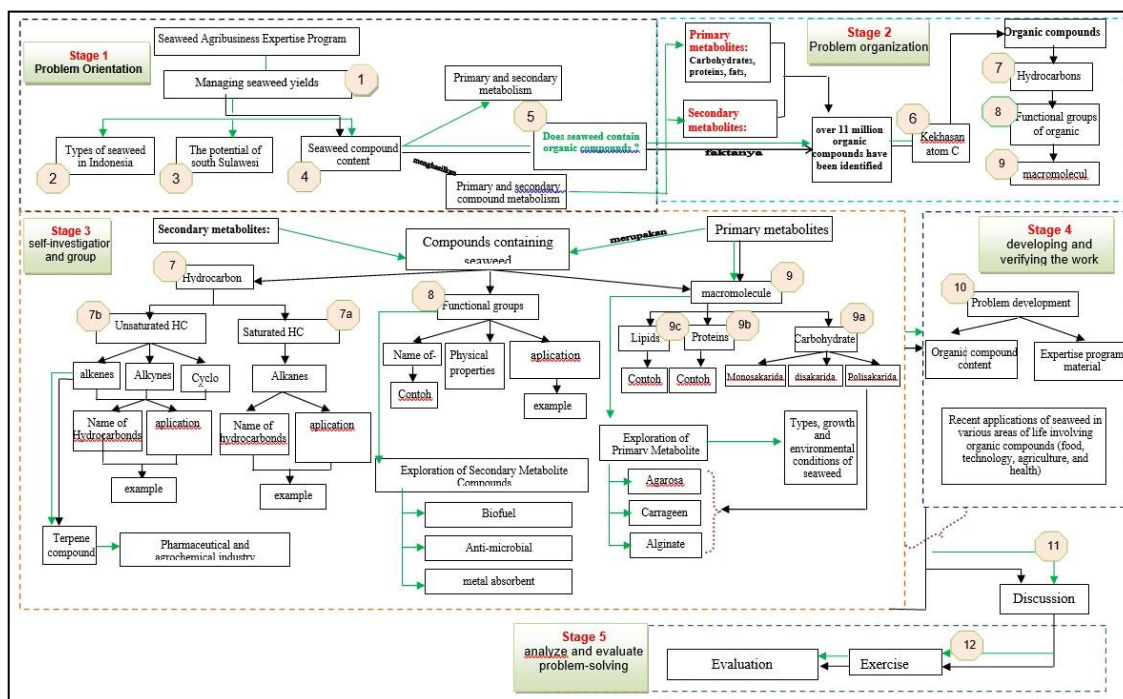 Stage 1
Problem Orientation
Seaweed Agribusiness Expertise Program
Managing seaweed yields
1
Types of seaweed
in Indonesia
2
The potential of
south Sulawesi
3
Seaweed compound
content
4
Primary and secondary
metabolism
5
Does seaweed contain
organic compounds ?
menghasilkan
Primary and secondary
compound metabolism
Stage 2
Problem organization
Primary
metabolites:
Carbohydrates,
proteins, fats,
Secondary
metabolites:
faktanya
over 11 million
organic
compounds have
been identified
6
Kekhasan
atom C
Organic compounds
7
Hydrocarbons
8
Functional groups
of organic
9
macromolecul
Stage 3
self-investigation
and group
Secondary metabolites:
Compounds containing
seaweed
merupakan
Primary metabolites
7
Hydrocarbon
7b
Unsaturated HC
7a
Saturated HC
alkenes
Alkynes
Cyclo
Alkanes
Name of
Hydrocarbonds
aplication
example
Name of
hydrocarbonds
aplication
example
Terpene
compound
Pharmaceutical and
agrochemical industry
8
Functional groups
Name of-
Contoh
Physical
properties
aplication
example
Exploration of Secondary Metabolite
Compounds
Biofuel
Anti-microbial
metal absorbent
9
macromolecule
Lipids
9c
Proteins
9b
Carbohydrate
9a
Contoh
Contoh
Monosakarida
disakarida
Polisakarida
Exploration of
Primary Metabolite
Types, growth
and
environmental
conditions of
seaweed
Agarosa
Carrageen
Alginate
Stage 4
developing and
verifying the work
10
Problem development
Organic compound
content
Expertise program
material
Recent applications of seaweed in
various areas of life involving
organic compounds (food,
technology, agriculture, and
health)
11
Discussion
Stage 5
analyze and evaluate
problem-solving
12
Exercise
Evaluation